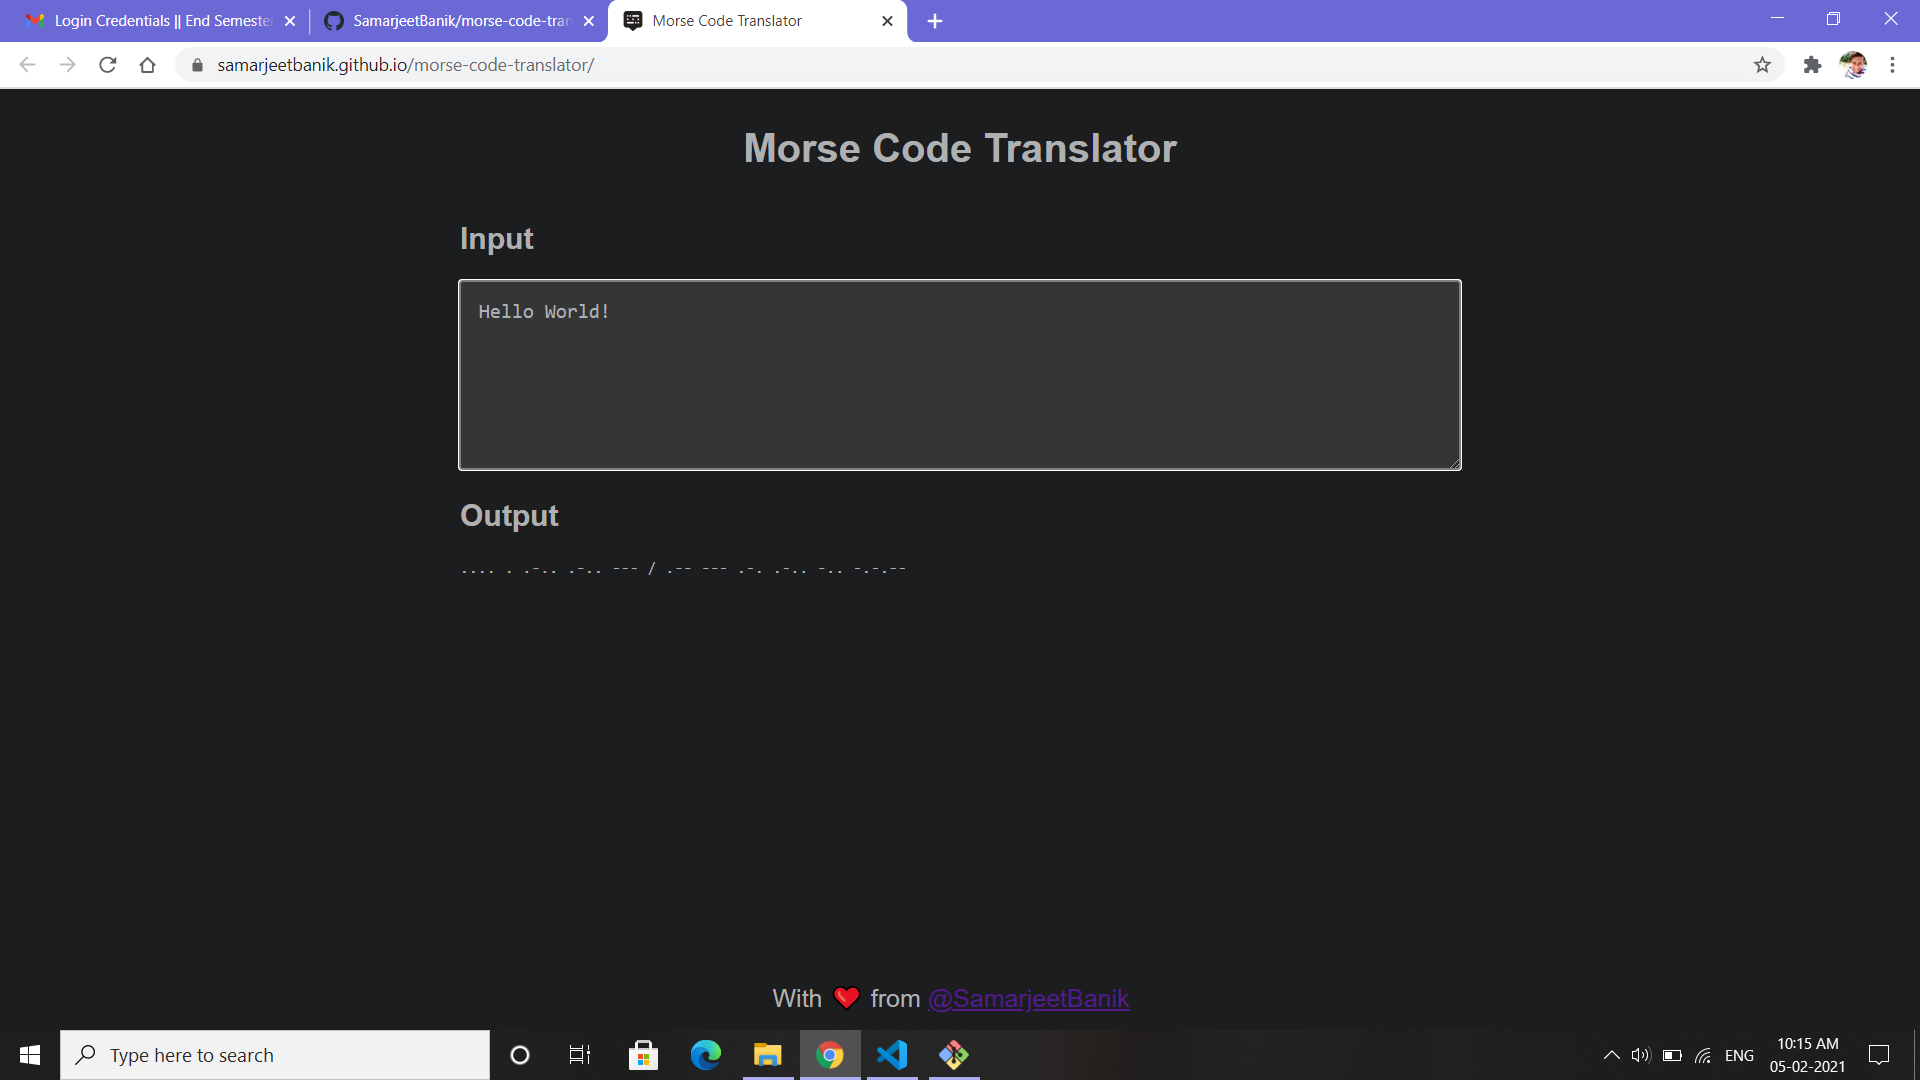 Login Credentials || End Semester
SamarjeetBanik/morse-code-tran
Morse Code Translator
samarjeetbanik.github.io/morse-code-translator/
Morse Code Translator
Input
Hello World!
Output
.... . .-.. .-.. --- / .-- --- .-. .-.. -.. -.-.--
With ❤️ from @SamarjeetBanik
Type here to search
ENG
10:15 AM
05-02-2021